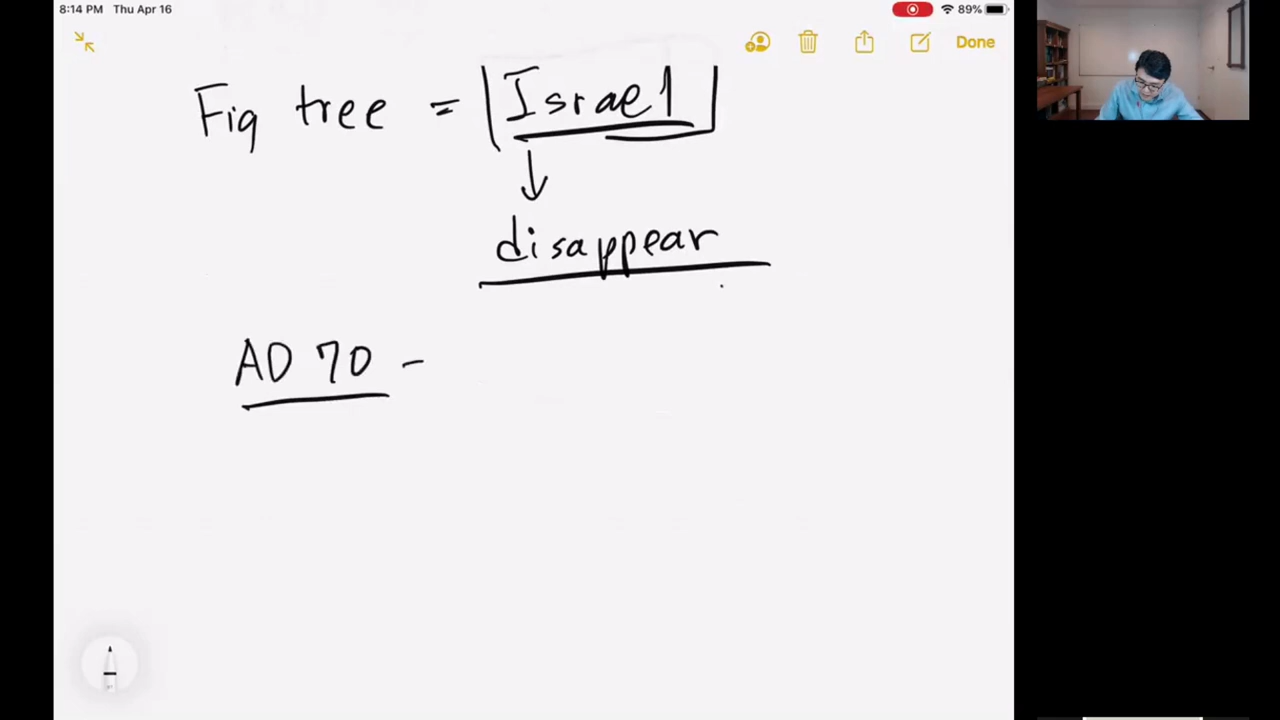 8:14 PM Thu Apr 16
89%
Done
Fig tree = Israel
disappear
AD 70 -